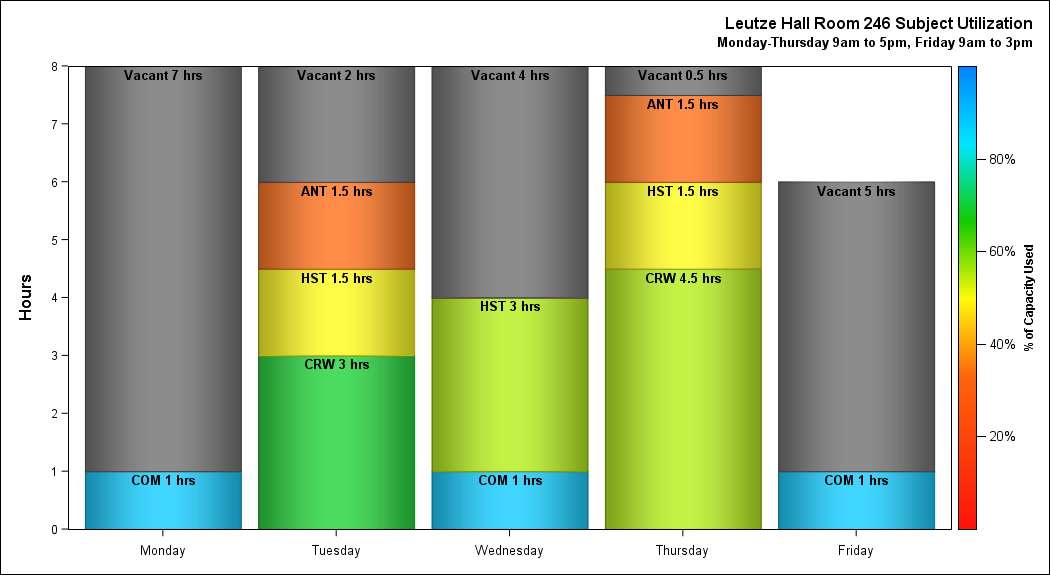 Leutze Hall Room 246 Subject Utilization
Monday-Thursday 9am to 5pm, Friday 9am to 3pm
Hours
8
7
6
5
4
3
2
1
0
Vacant 7 hrs
COM 1 hrs
Vacant 2 hrs
ANT 1.5 hrs
HST 1.5 hrs
CRW 3 hrs
Vacant 4 hrs
HST 3 hrs
COM 1 hrs
Vacant 0.5 hrs
ANT 1.5 hrs
HST 1.5 hrs
CRW 4.5 hrs
Vacant 5 hrs
COM 1 hrs
Monday
Tuesday
Wednesday
Thursday
Friday
80%
60%
40%
20%
% of Capacity Used